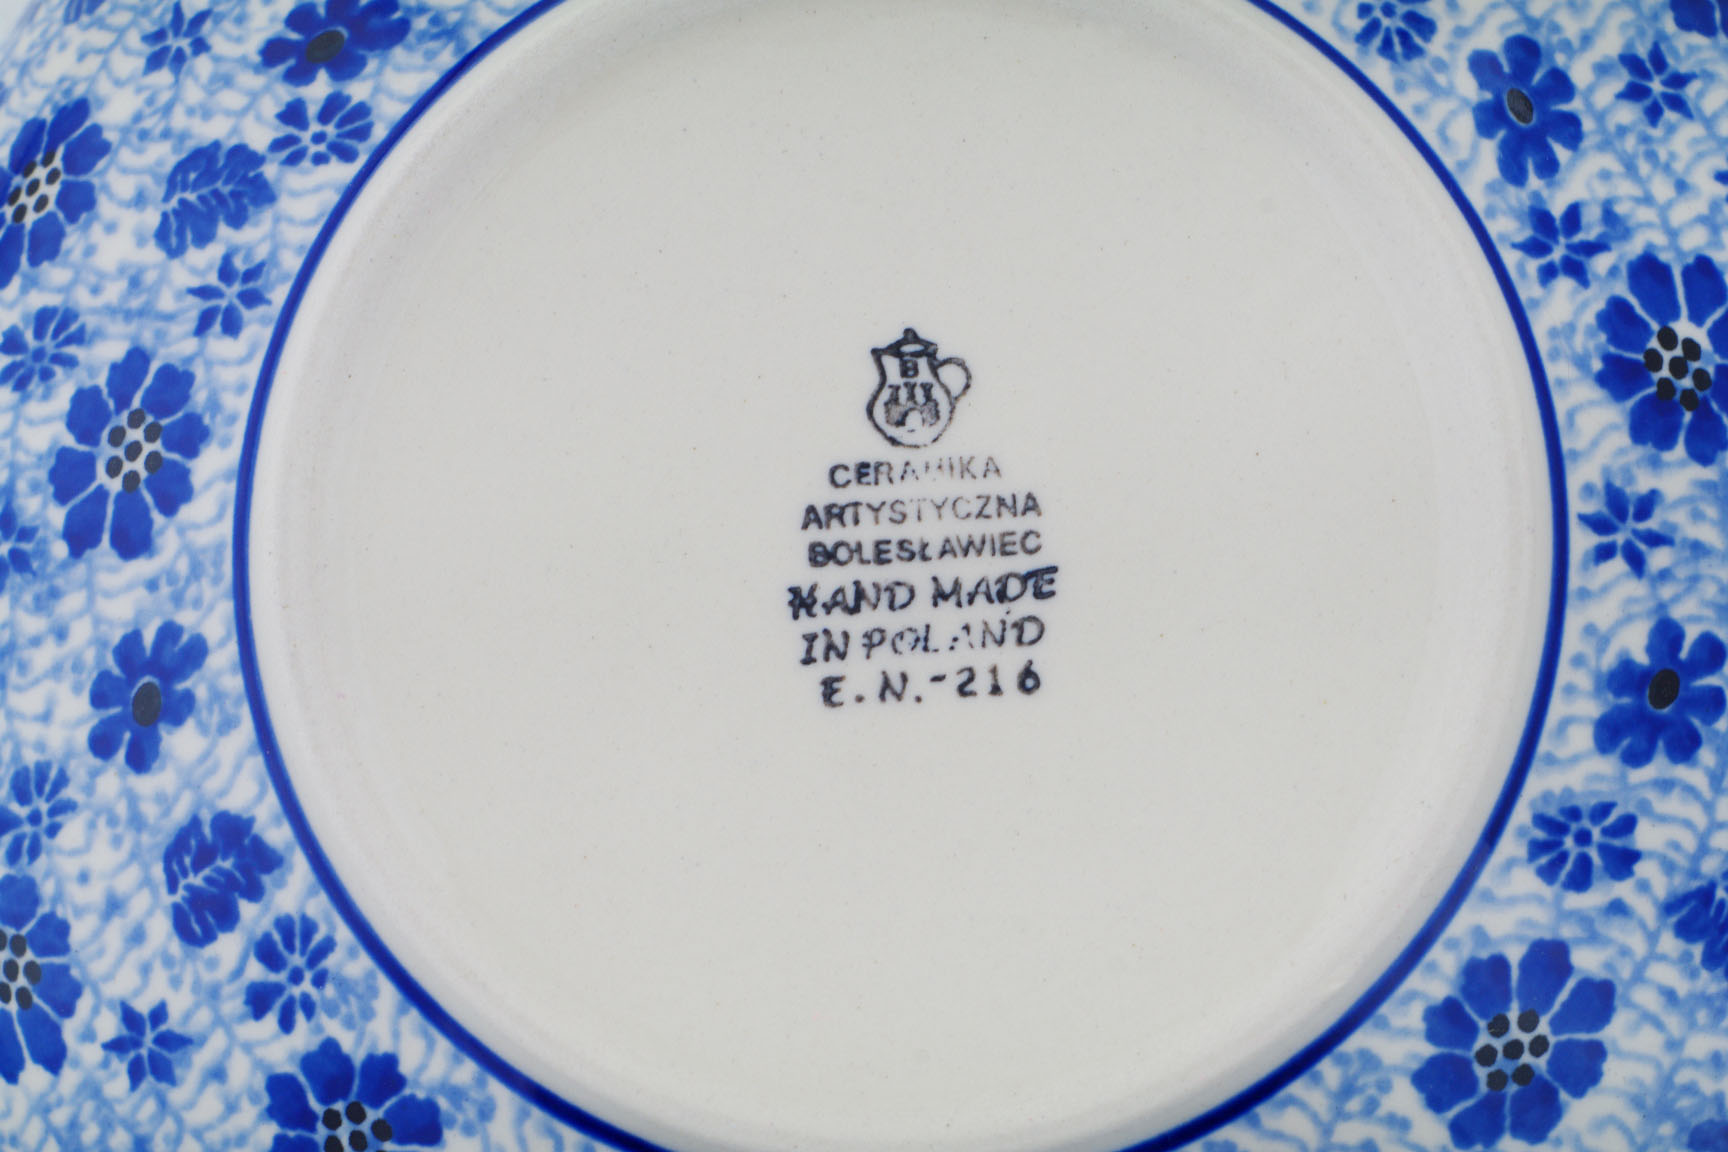 B
CERAMIKA
ARTYSTYCZNA
BOLESŁAWIEC
HAND MADE
IN POLAND
E.N.-216